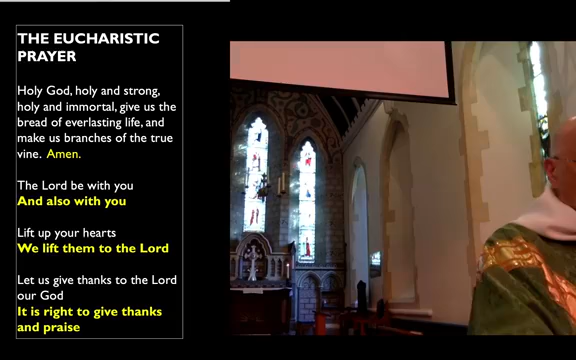 THE EUCHARISTIC
PRAYER
Holy God, holy and strong,
holy and immortal, give us the
bread of everlasting life, and
make us branches of the true
vine. Amen.
The Lord be with you
And also with you
Lift up your hearts
We lift them to the Lord
Let us give thanks to the Lord
our God
It is right to give thanks
and praise